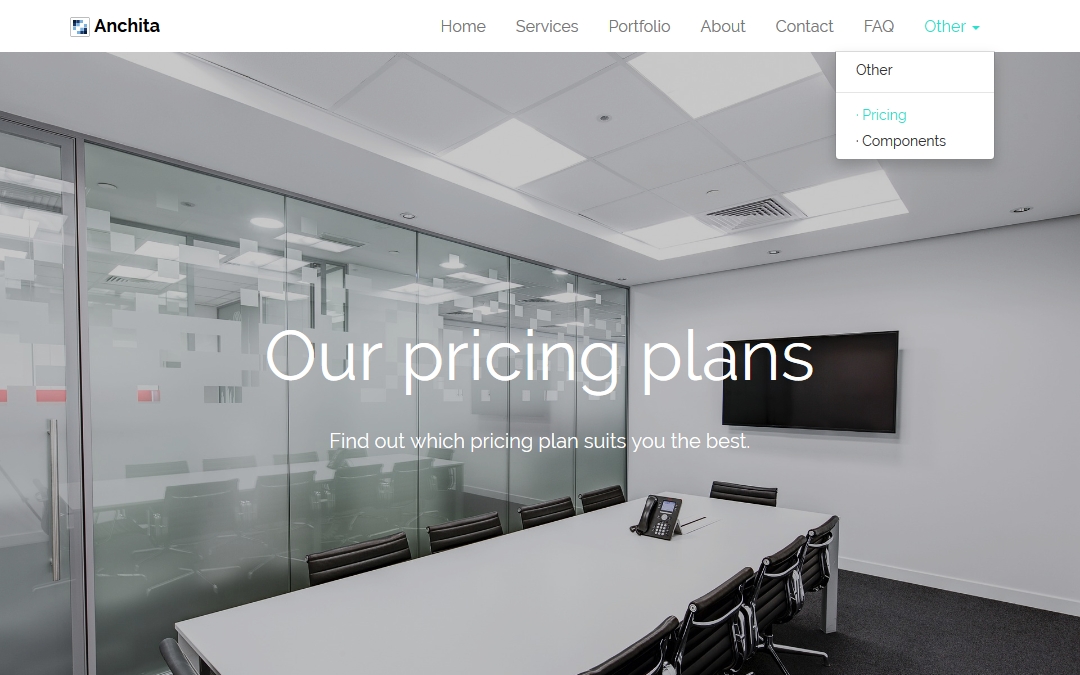 Anchita
Home Services Portfolio About Contact FAQ Other
Other
· Pricing
· Components
Our pricing plans
Find out which pricing plan suits you the best.